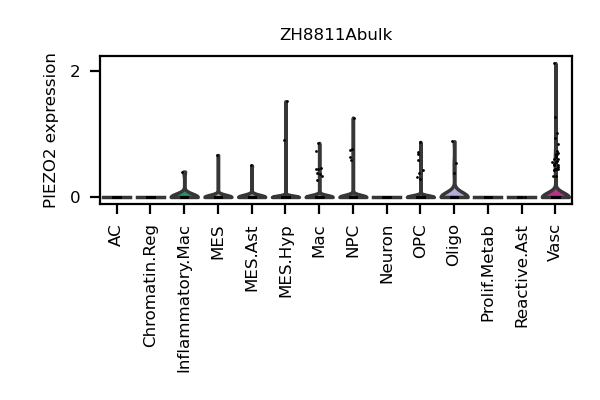 ZH8811Abulk
PIEZO2 expression
2
0
AC
Chromatin.Reg
Inflammatory.Mac
MES
MES.Ast
MES.Hyp
Mac
NPC
Neuron
OPC
Oligo
Prolif.Metab
Reactive.Ast
Vasc